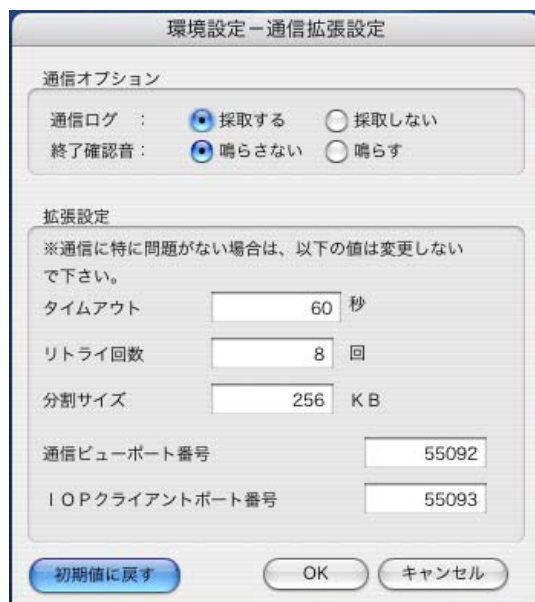 環境設定－通信拡張設定
通信オプション
通信ログ ： 採取する 採取しない
終了確認音： 鳴らさない 鳴らす
拡張設定
※通信に特に問題がない場合は、以下の値は変更しない
で下さい。
タイムアウト 60 秒
リトライ回数 8 回
分割サイズ 256 ＫＢ
通信ビューポート番号 55092
ＩＯＰクライアントポート番号 55093
初期値に戻す OK キャンセル